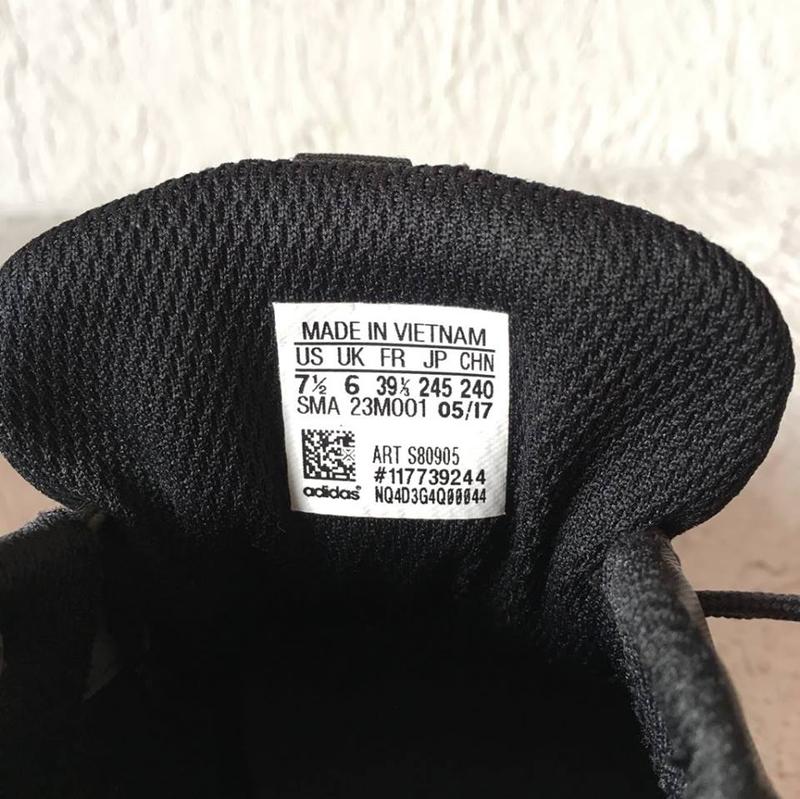 MADE IN VIETNAM
US UK FR JP CHN
7½ 6 39⅓ 245 240
SMA 23M001 05/17
ART S80905
#117739244
adidas® NQ4D3G4Q00044